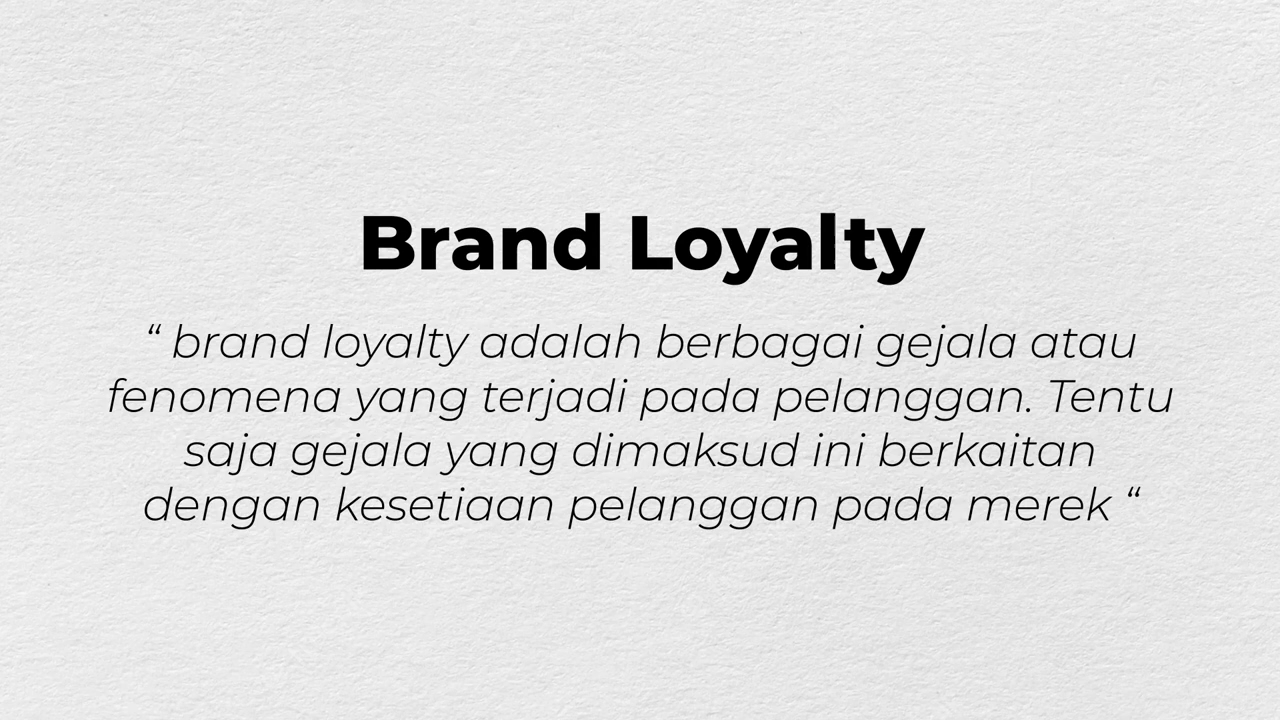 Brand Loyalty
“ brand loyalty adalah berbagai gejala atau
fenomena yang terjadi pada pelanggan. Tentu
saja gejala yang dimaksud ini berkaitan
dengan kesetiaan pelanggan pada merek “